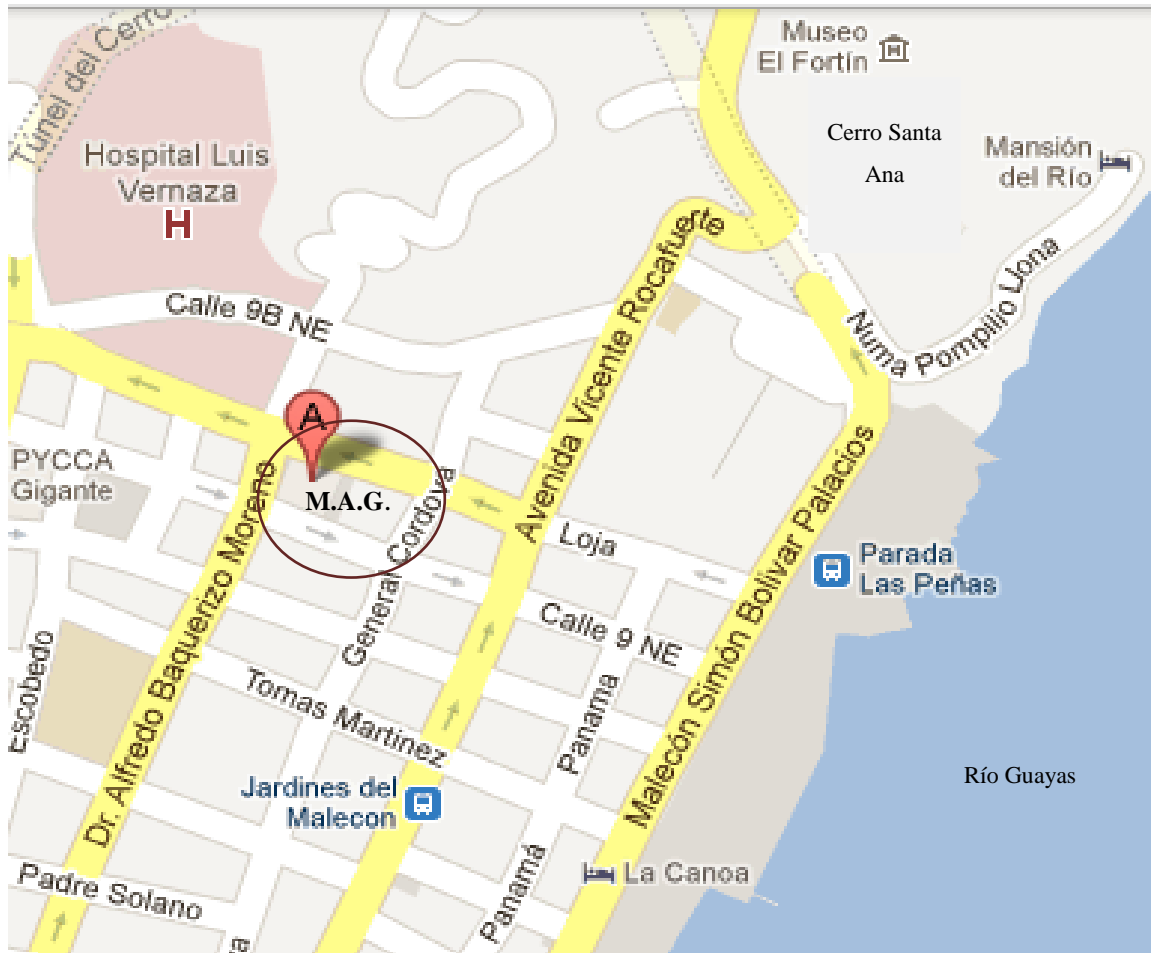 Túnel del Cerro
Museo
El Fortín
Cerro Santa
Ana
Mansión
del Río
Hospital Luis
Vernaza
H
Calle 9B NE
Avenida Vicente Rocafuerte
Numa Pompilio Llona
A
M.A.G.
PYCCA
Gigante
Dr. Alfredo Baquerizo Moreno
General Cordova
Loja
Malecón Simón Bolívar Palacios
Parada
Las Peñas
Calle 9 NE
Escobedo
Tomas Martinez
Panama
Río Guayas
Jardines del
Malecon
Padre Solano
Panamá
La Canoa